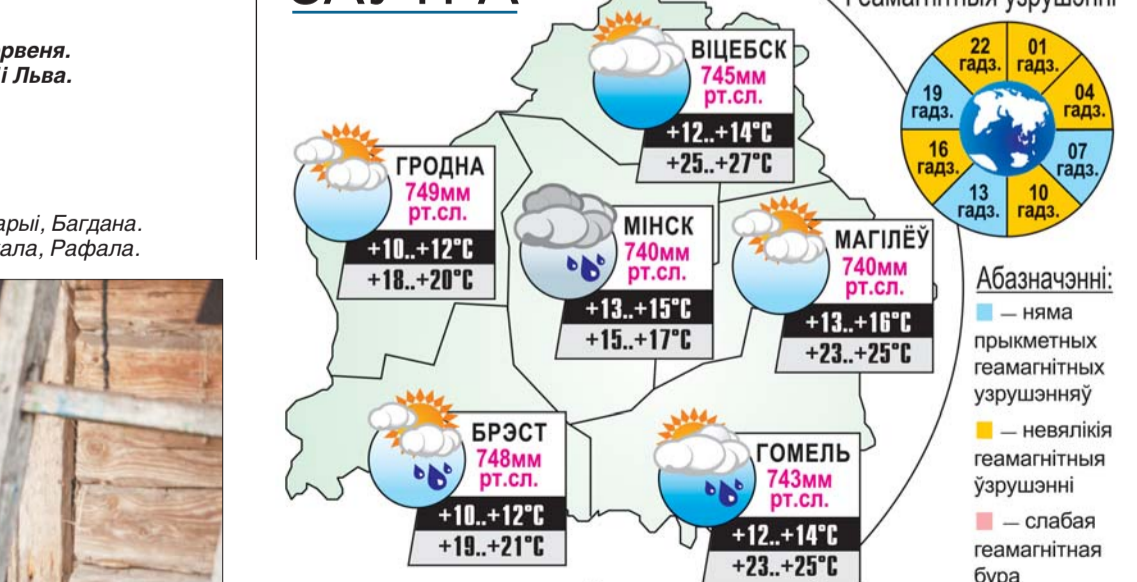 рвеня.
і Льва.
арыі, Багдана.
ала, Рафала.
ЗАЎТРА
ВІЦЕБСК
745мм
рт.сл.
+12..+14°C
+25..+27°C
ГРОДНА
749мм
рт.сл.
+10..+12°C
+18..+20°C
МІНСК
740мм
рт.сл.
+13..+15°C
+15..+17°C
МАГІЛЁЎ
740мм
рт.сл.
+13..+16°C
+23..+25°C
БРЭСТ
748мм
рт.сл.
+10..+12°C
+19..+21°C
ГОМЕЛЬ
743мм
рт.сл.
+12..+14°C
+23..+25°C
Геамагнітныя ўзрушэнні
22
гадз.
01
гадз.
04
гадз.
07
гадз.
10
гадз.
13
гадз.
16
гадз.
19
гадз.
Абазначэнні:
— няма
прыкметных
геамагнітных
узрушэнняў
— невялікія
геамагнітныя
ўзрушэнні
— слабая
геамагнітная
бура